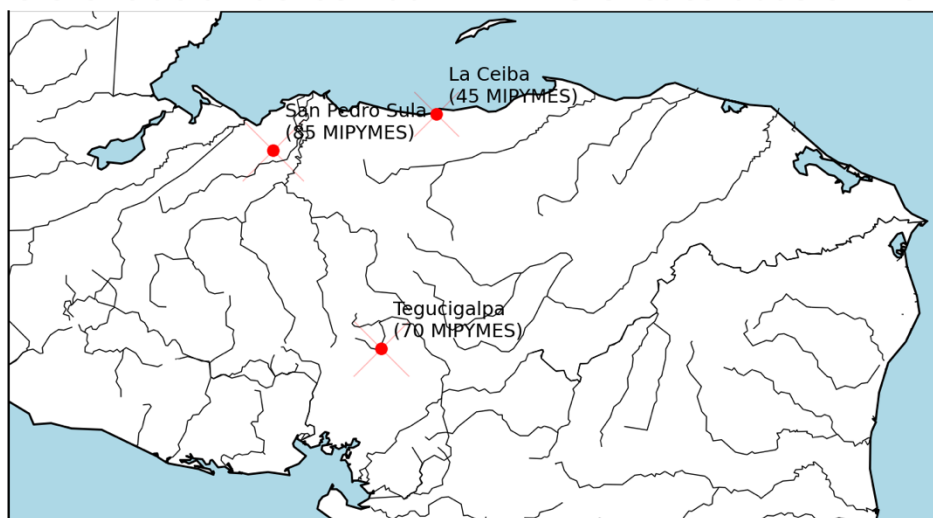 La Ceiba
(45 MIPYMES)
San Pedro Sula
(85 MIPYMES)
Tegucigalpa
(70 MIPYMES)